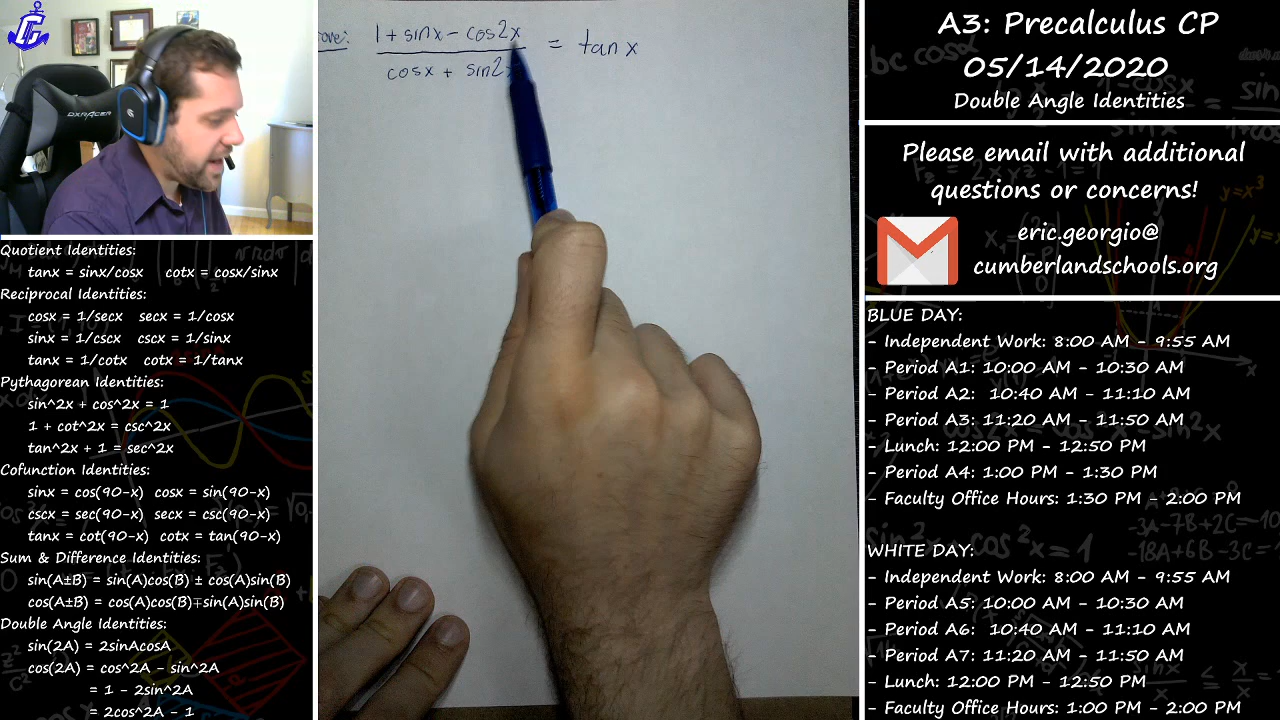 C
DXRACER
ove: 1 + sinx - cos2x = tan x
cosx + sin2
Quotient Identities:
tanx = sinx/cosx cotx = cosx/sinx
Reciprocal Identities:
cosx = 1/secx secx = 1/cosx
sinx = 1/cscx cscx = 1/sinx
tanx = 1/cotx cotx = 1/tanx
Pythagorean Identities:
sin^2x + cos^2x = 1
1 + cot^2x = csc^2x
tan^2x + 1 = sec^2x
Cofunction Identities:
sinx = cos(90-x) cosx = sin(90-x)
cscx = sec(90-x) secx = csc(90-x)
tanx = cot(90-x) cotx = tan(90-x)
Sum & Difference Identities:
sin(A±B) = sin(A)cos(B) ± cos(A)sin(B)
cos(A±B) = cos(A)cos(B)∓sin(A)sin(B)
Double Angle Identities:
sin(2A) = 2sinAcosA
cos(2A) = cos^2A - sin^2A
= 1 - 2sin^2A
= 2cos^2A - 1
A3: Precalculus CP
05/14/2020
Double Angle Identities
Please email with additional
questions or concerns!
eric.georgio@
cumberlandschools.org
BLUE DAY:
- Independent Work: 8:00 AM - 9:55 AM
- Period A1: 10:00 AM - 10:30 AM
- Period A2: 10:40 AM - 11:10 AM
- Period A3: 11:20 AM - 11:50 AM
- Lunch: 12:00 PM - 12:50 PM
- Period A4: 1:00 PM - 1:30 PM
- Faculty Office Hours: 1:30 PM - 2:00 PM
WHITE DAY:
- Independent Work: 8:00 AM - 9:55 AM
- Period A5: 10:00 AM - 10:30 AM
- Period A6: 10:40 AM - 11:10 AM
- Period A7: 11:20 AM - 11:50 AM
- Lunch: 12:00 PM - 12:50 PM
- Faculty Office Hours: 1:00 PM - 2:00 PM